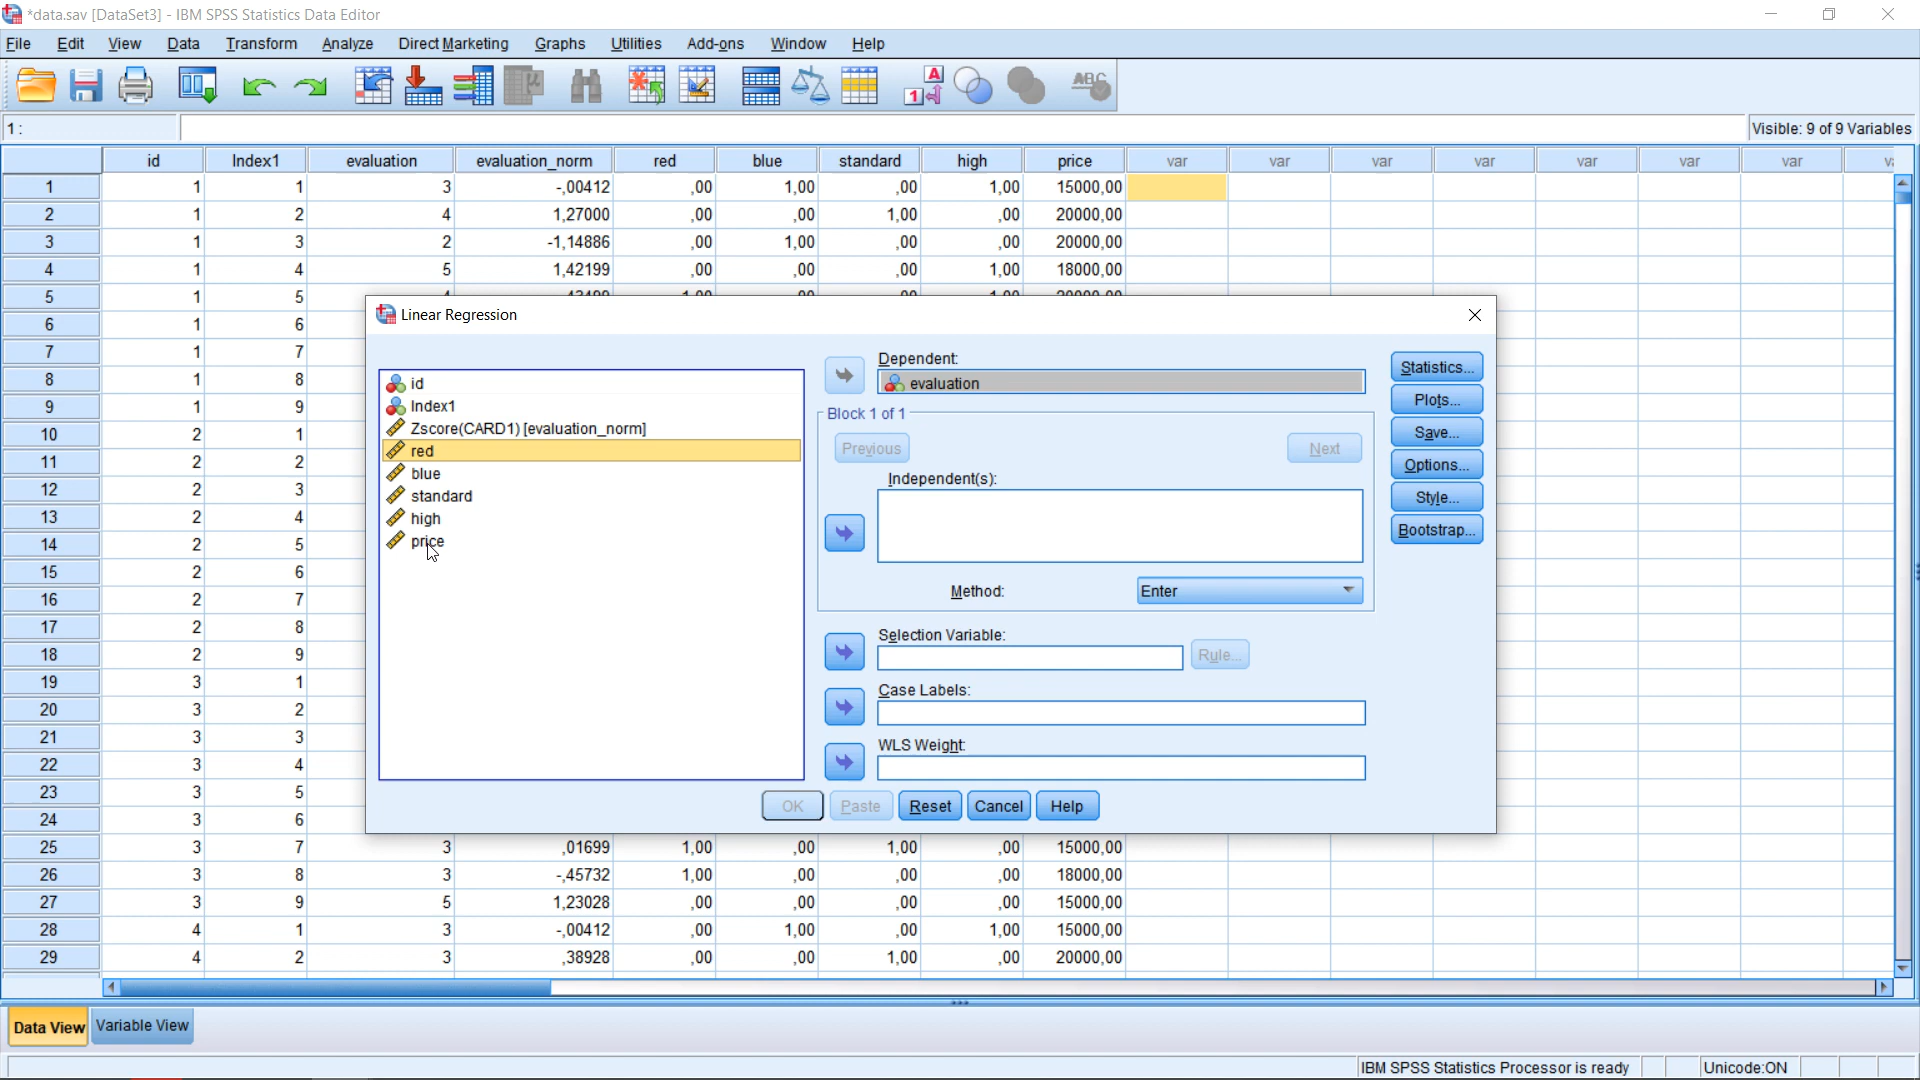 *data.sav [DataSet3] - IBM SPSS Statistics Data Editor
File Edit View Data Transform Analyze Direct Marketing Graphs Utilities Add-ons Window Help
1 :
Visible: 9 of 9 Variables
id Index1 evaluation evaluation_norm red blue standard high price var var var var var var var
1 1 1 3 -,00412 ,00 1,00 ,00 1,00 15000,00
2 1 2 4 1,27000 ,00 ,00 1,00 ,00 20000,00
3 1 3 2 -1,14886 ,00 1,00 ,00 ,00 20000,00
4 1 4 5 1,42199 ,00 ,00 ,00 1,00 18000,00
5 1 5
6 1 6
7 1 7
8 1 8
9 1 9
10 2 1
11 2 2
12 2 3
13 2 4
14 2 5
15 2 6
16 2 7
17 2 8
18 2 9
19 3 1
20 3 2
21 3 3
22 3 4
23 3 5
24 3 6
25 3 7 3 ,01699 1,00 ,00 1,00 ,00 15000,00
26 3 8 3 -,45732 1,00 ,00 ,00 ,00 18000,00
27 3 9 5 1,23028 ,00 ,00 ,00 ,00 15000,00
28 4 1 3 -,00412 ,00 1,00 ,00 1,00 15000,00
29 4 2 3 ,38928 ,00 ,00 1,00 ,00 20000,00
Linear Regression
id
Index1
Zscore(CARD1) [evaluation_norm]
red
blue
standard
high
price
Dependent:
evaluation
Block 1 of 1
Previous Next
Independent(s):
Method: Enter
Selection Variable:
Rule...
Case Labels:
WLS Weight:
Statistics...
Plots...
Save...
Options...
Style...
Bootstrap...
OK Paste Reset Cancel Help
Data View Variable View
IBM SPSS Statistics Processor is ready Unicode:ON